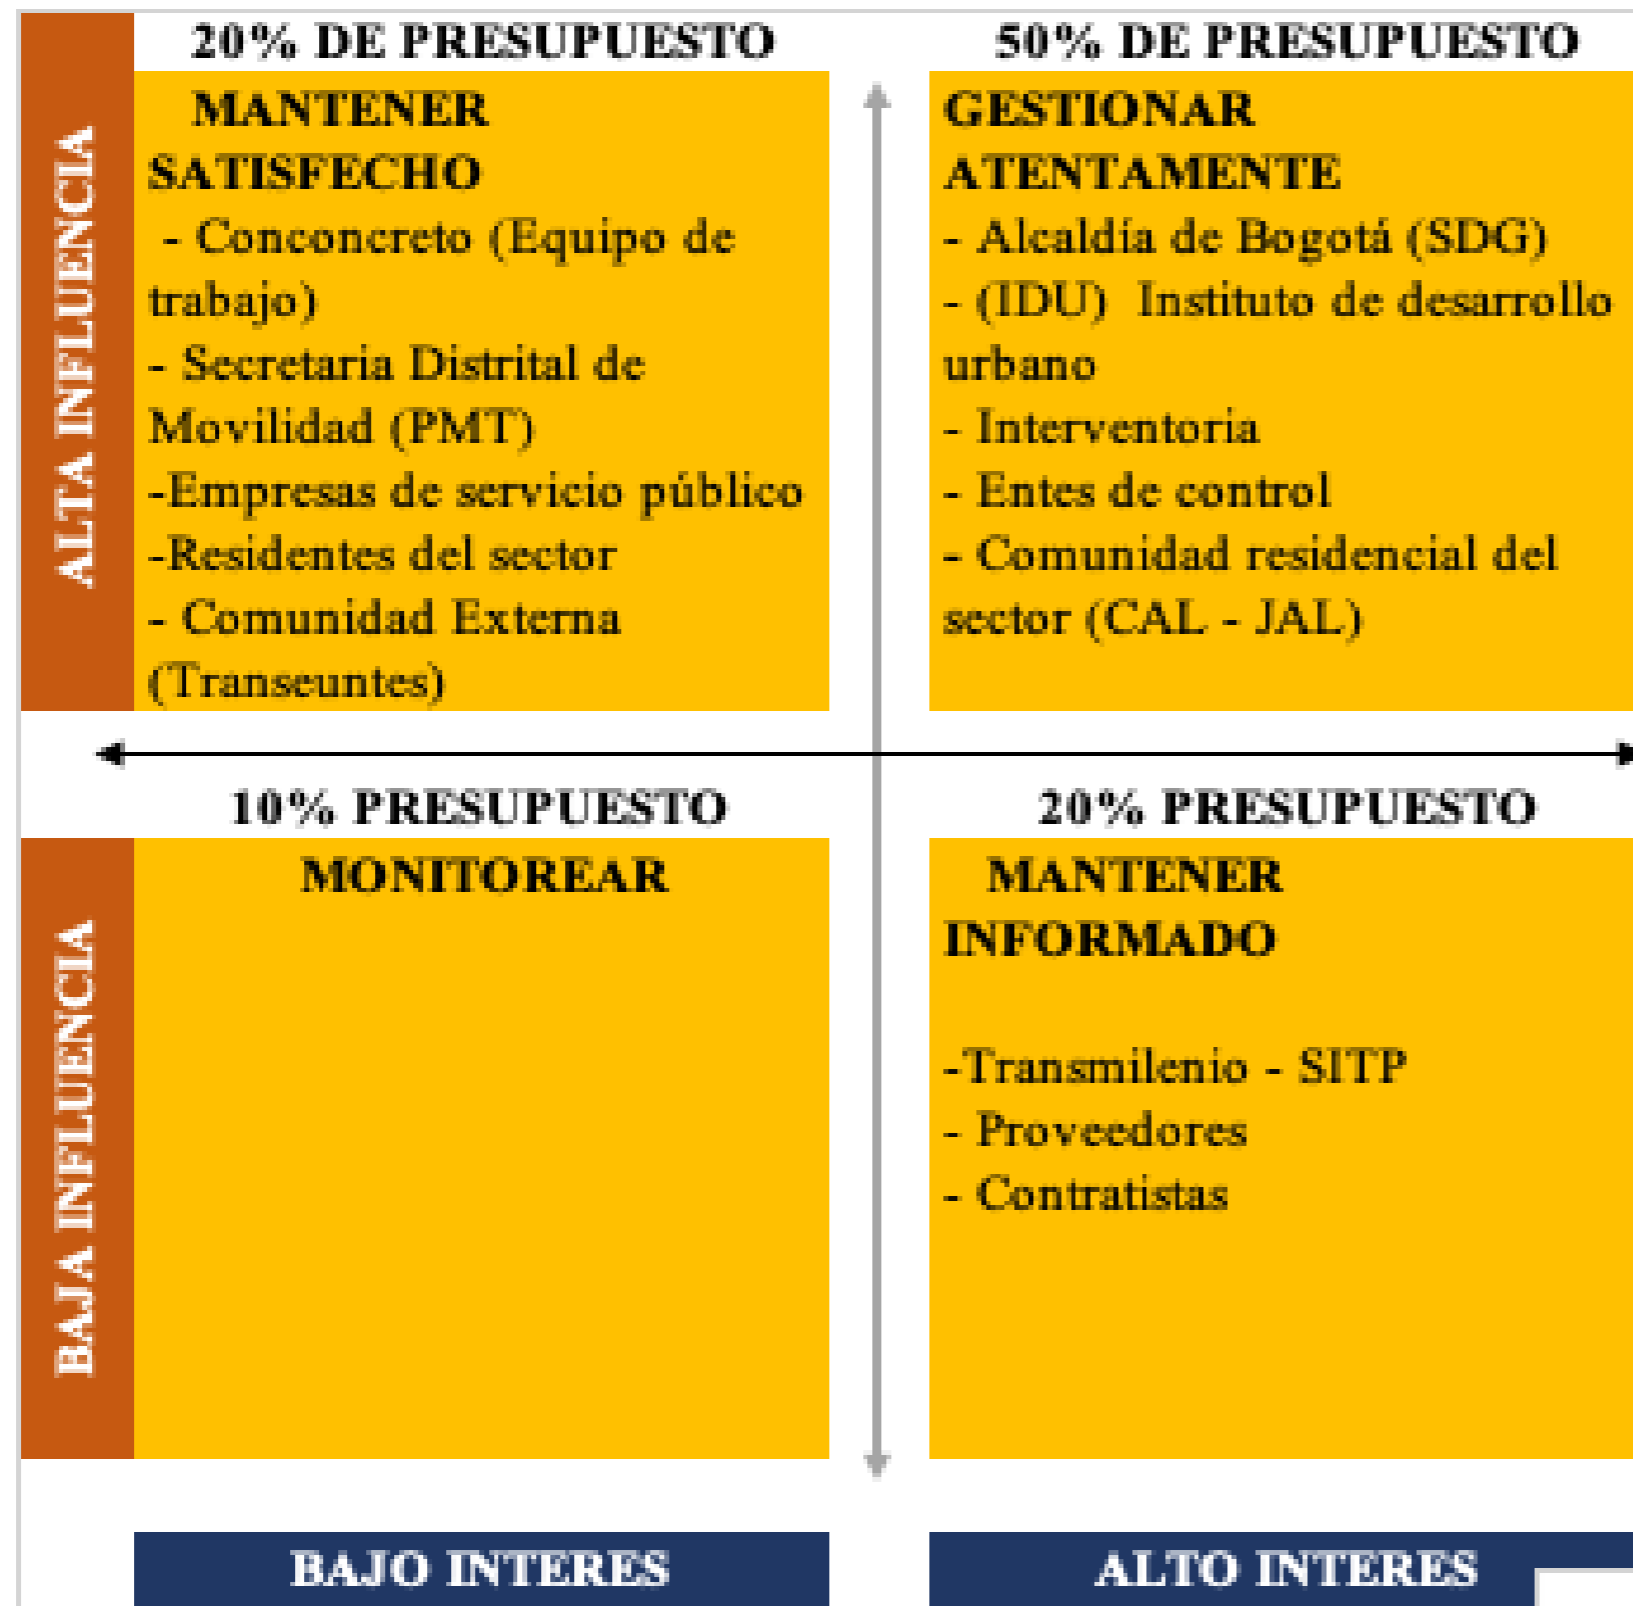 20% DE PRESUPUESTO
50% DE PRESUPUESTO
ALTA INFLUENCIA
MANTENER
SATISFECHO
- Conconcreto (Equipo de
trabajo)
- Secretaria Distrital de
Movilidad (PMT)
-Empresas de servicio público
-Residentes del sector
- Comunidad Externa
(Transeuntes)
GESTIONAR
ATENTAMENTE
- Alcaldía de Bogotá (SDG)
- (IDU) Instituto de desarrollo
urbano
- Interventoria
- Entes de control
- Comunidad residencial del
sector (CAL - JAL)
10% PRESUPUESTO
20% PRESUPUESTO
BAJA INFLUENCIA
MONITOREAR
MANTENER
INFORMADO
-Transmilenio - SITP
- Proveedores
- Contratistas
BAJO INTERES
ALTO INTERES